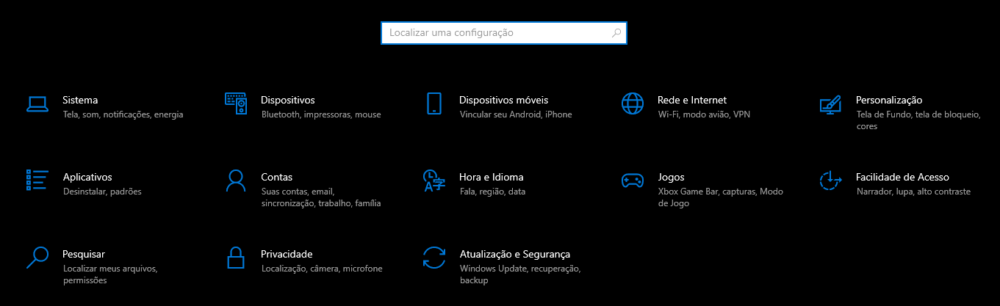 Localizar uma configuração
Sistema
Tela, som, notificações, energia
Dispositivos
Bluetooth, impressoras, mouse
Dispositivos móveis
Vincular seu Android, iPhone
Rede e Internet
Wi-Fi, modo avião, VPN
Personalização
Tela de Fundo, tela de bloqueio,
cores
Aplicativos
Desinstalar, padrões
Contas
Suas contas, email,
sincronização, trabalho, família
Hora e Idioma
Fala, região, data
Jogos
Xbox Game Bar, capturas, Modo
de Jogo
Facilidade de Acesso
Narrador, lupa, alto contraste
Pesquisar
Localizar meus arquivos,
permissões
Privacidade
Localização, câmera, microfone
Atualização e Segurança
Windows Update, recuperação,
backup